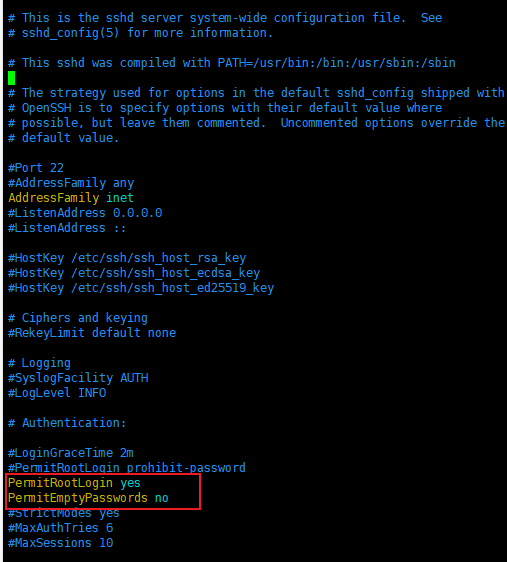 # This is the sshd server system-wide configuration file.  See
# sshd_config(5) for more information.
# This sshd was compiled with PATH=/usr/bin:/bin:/usr/sbin:/sbin
# The strategy used for options in the default sshd_config shipped with
# OpenSSH is to specify options with their default value where
# possible, but leave them commented.  Uncommented options override the
# default value.
#Port 22
#AddressFamily any
AddressFamily inet
#ListenAddress 0.0.0.0
#ListenAddress ::
#HostKey /etc/ssh/ssh_host_rsa_key
#HostKey /etc/ssh/ssh_host_ecdsa_key
#HostKey /etc/ssh/ssh_host_ed25519_key
# Ciphers and keying
#RekeyLimit default none
# Logging
#SyslogFacility AUTH
#LogLevel INFO
# Authentication:
#LoginGraceTime 2m
#PermitRootLogin prohibit-password
PermitRootLogin yes
PermitEmptyPasswords no
#StrictModes yes
#MaxAuthTries 6
#MaxSessions 10